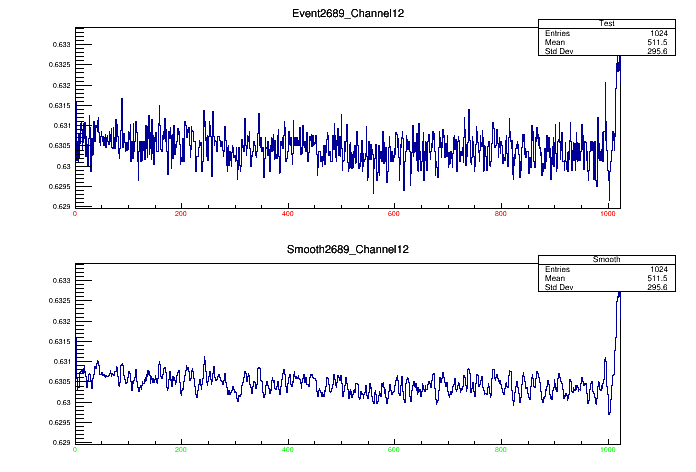 Event2689_Channel12
Test
Entries 1024
Mean 511.5
Std Dev 295.6
0.633
0.6325
0.632
0.6315
0.631
0.6305
0.63
0.6295
0.629
0 200 400 600 800 1000
Smooth2689_Channel12
Smooth
Entries 1024
Mean 511.5
Std Dev 295.6
0.633
0.6325
0.632
0.6315
0.631
0.6305
0.63
0.6295
0.629
0 200 400 600 800 1000